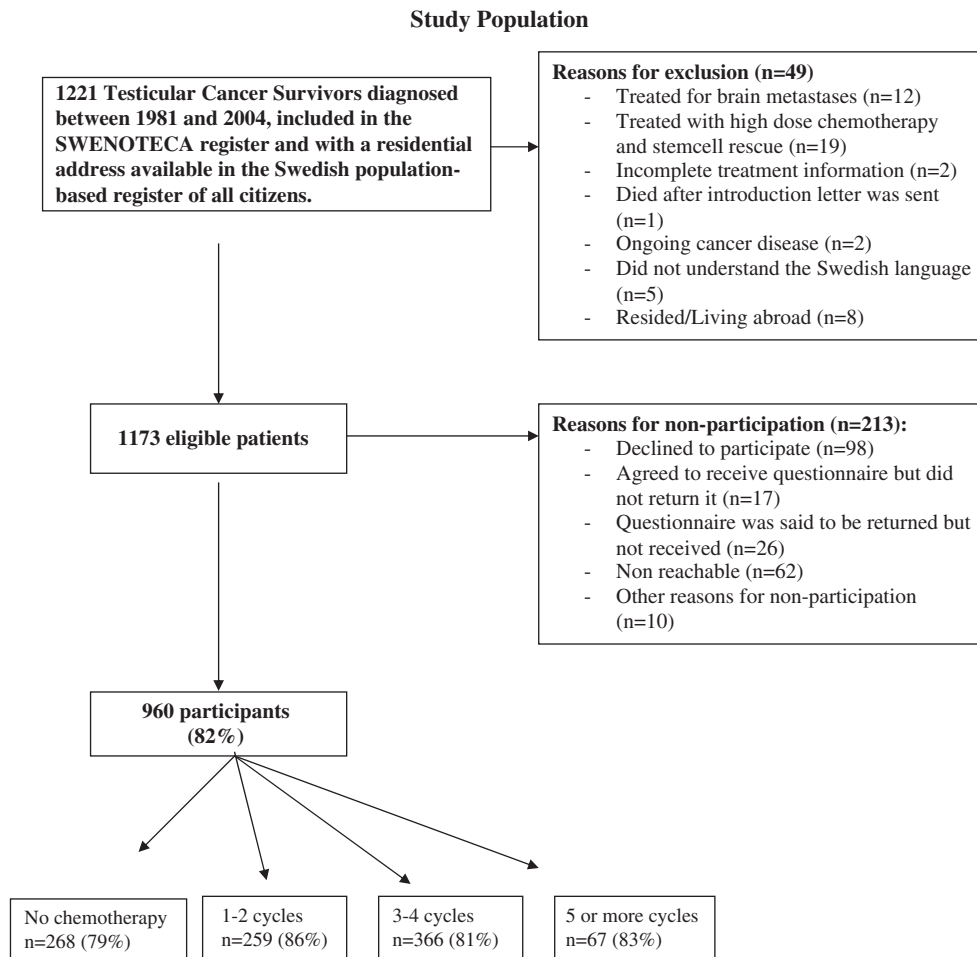 Study Population
1221 Testicular Cancer Survivors diagnosed
between 1981 and 2004, included in the
SWENOTECA register and with a residential
address available in the Swedish population-
based register of all citizens.
Reasons for exclusion (n=49)
- Treated for brain metastases (n=12)
- Treated with high dose chemotherapy
and stemcell rescue (n=19)
- Incomplete treatment information (n=2)
- Died after introduction letter was sent
(n=1)
- Ongoing cancer disease (n=2)
- Did not understand the Swedish language
(n=5)
- Resided/Living abroad (n=8)
1173 eligible patients
Reasons for non-participation (n=213):
- Declined to participate (n=98)
- Agreed to receive questionnaire but did
not return it (n=17)
- Questionnaire was said to be returned but
not received (n=26)
- Non reachable (n=62)
- Other reasons for non-participation
(n=10)
960 participants
(82%)
No chemotherapy
n=268 (79%)
1-2 cycles
n=259 (86%)
3-4 cycles
n=366 (81%)
5 or more cycles
n=67 (83%)